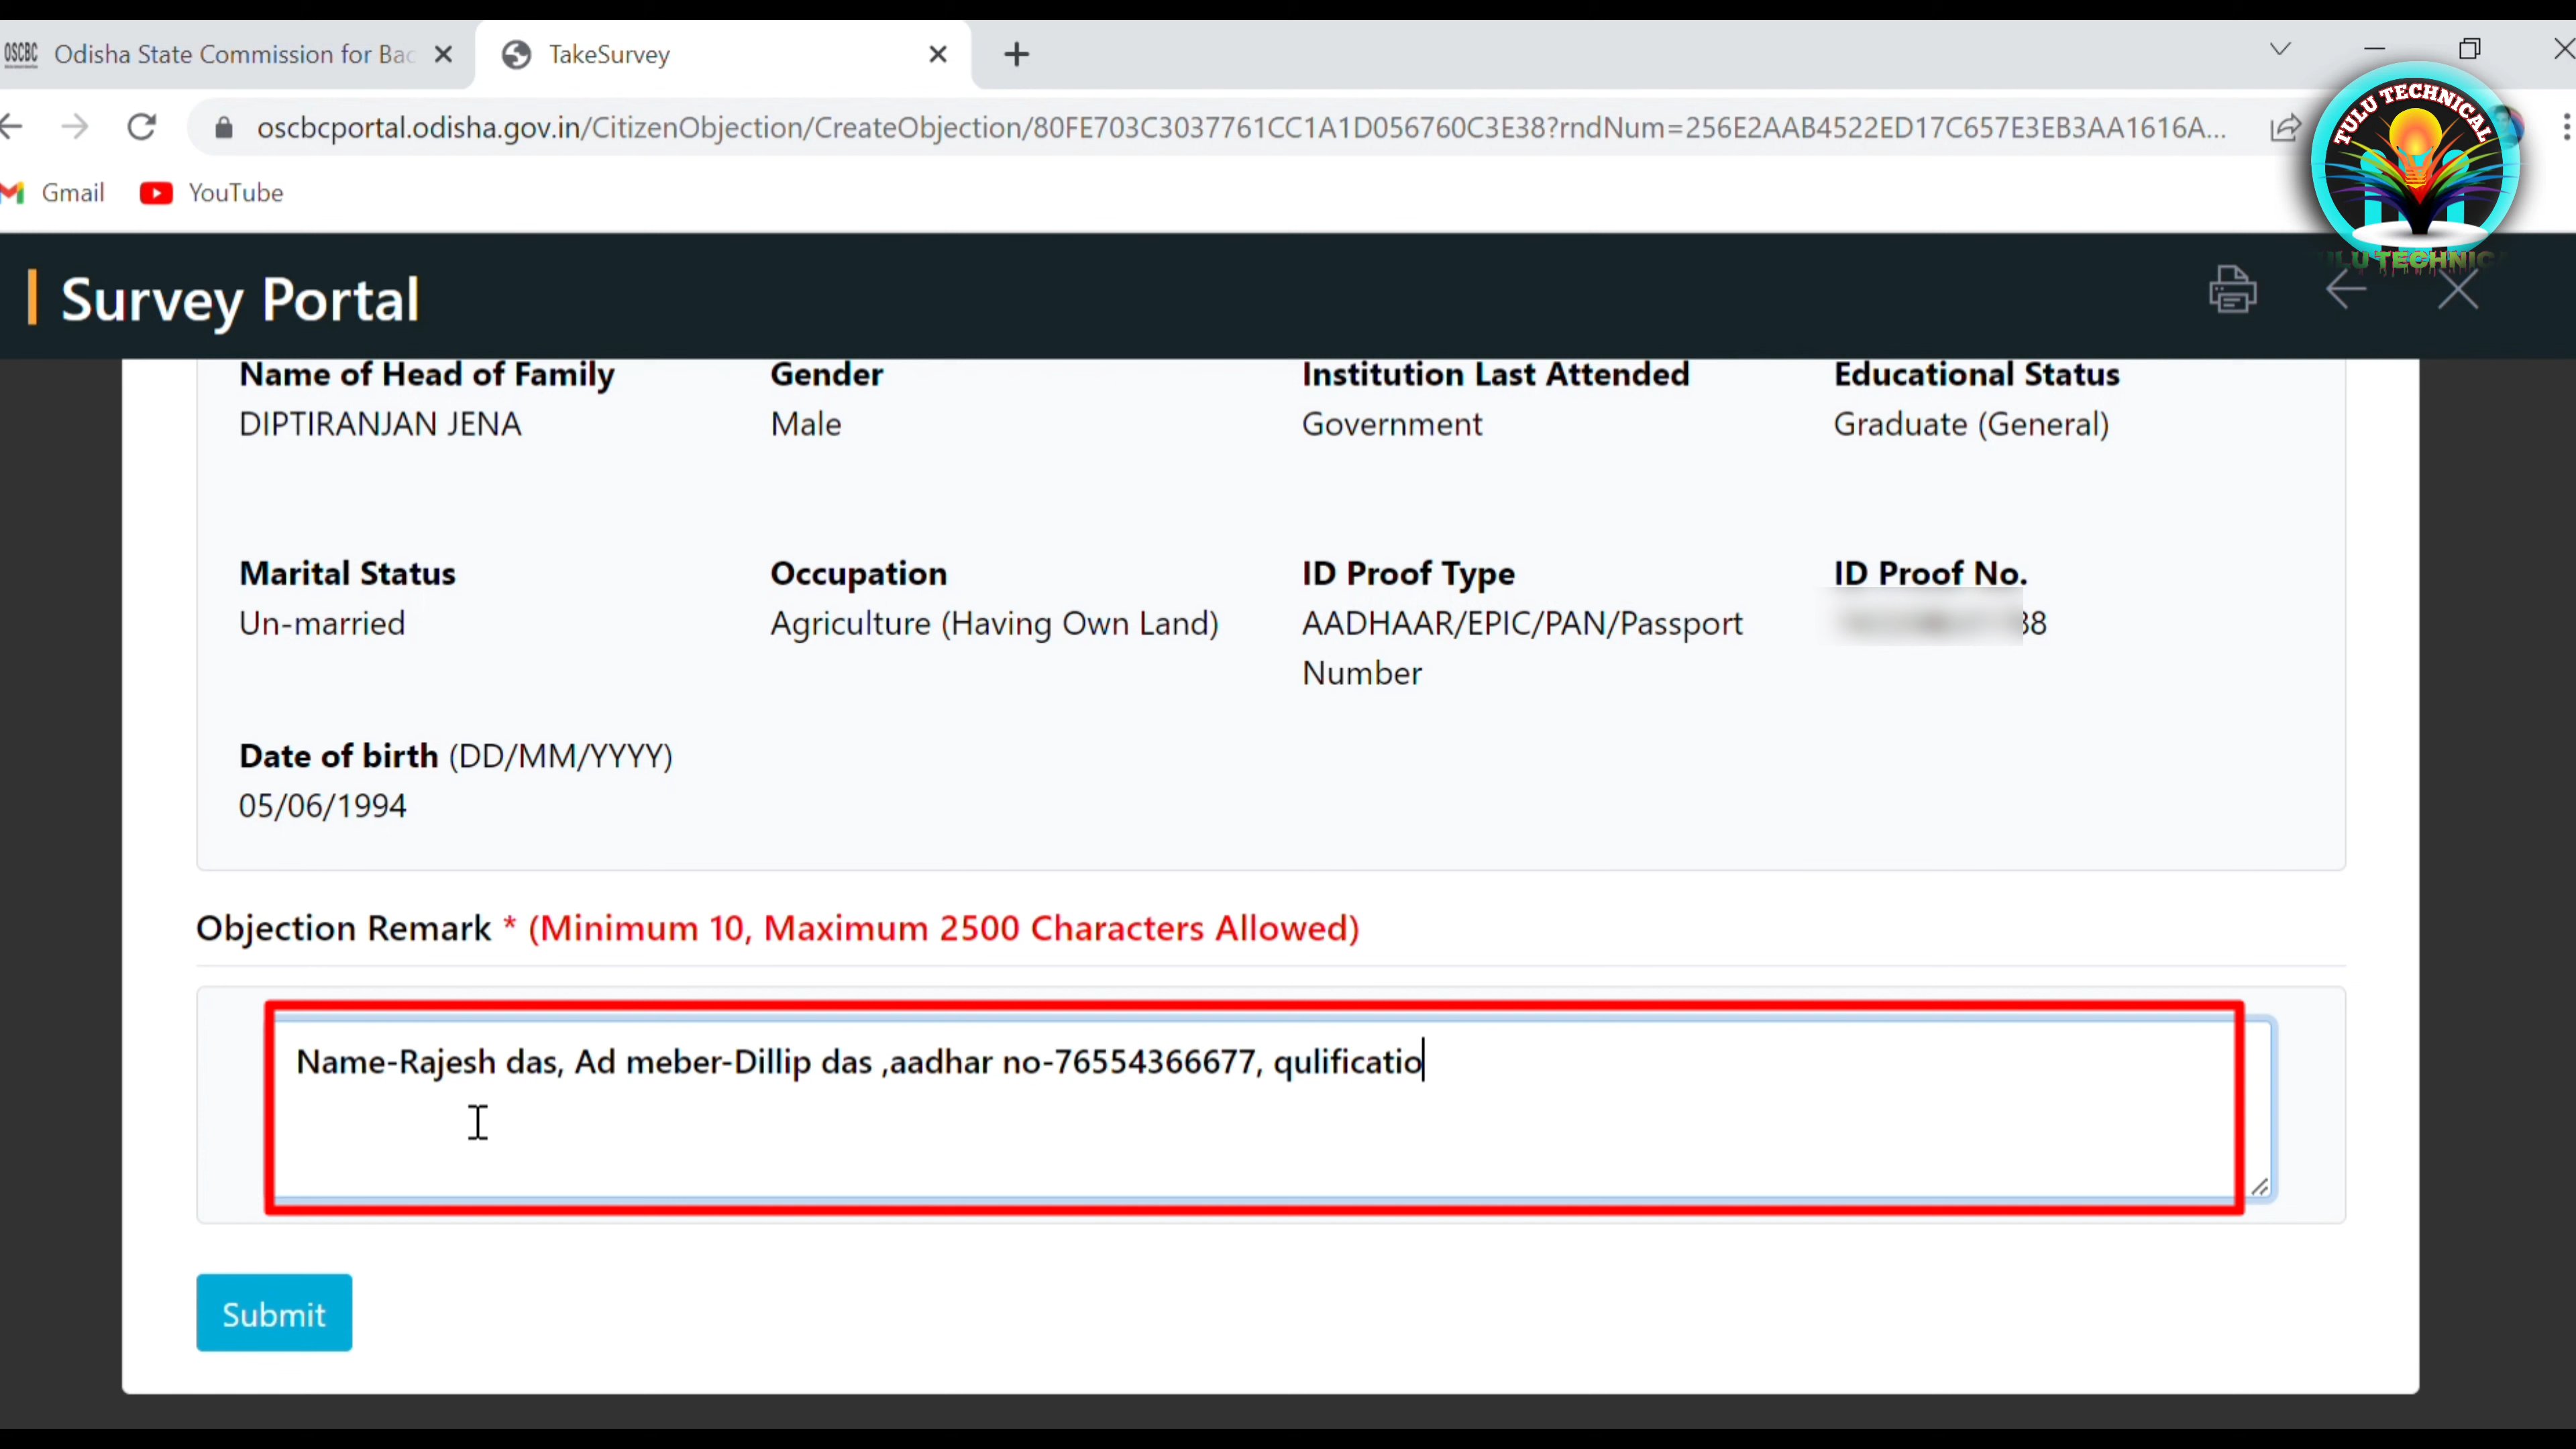 OSCBC Odisha State Commission for Bac
TakeSurvey
oscbcportal.odisha.gov.in/CitizenObjection/CreateObjection/80FE703C3037761CC1A1D056760C3E38?rndNum=256E2AAB4522ED17C657E3EB3AA1616A...
Gmail YouTube
TULU TECHNICAL
ULU TECHNIC
Survey Portal
Name of Head of Family Gender Institution Last Attended Educational Status
DIPTIRANJAN JENA Male Government Graduate (General)
Marital Status Occupation ID Proof Type ID Proof No.
Un-married Agriculture (Having Own Land) AADHAAR/EPIC/PAN/Passport 38
Number
Date of birth (DD/MM/YYYY)
05/06/1994
Objection Remark * (Minimum 10, Maximum 2500 Characters Allowed)
Name-Rajesh das, Ad meber-Dillip das ,aadhar no-76554366677, qulificatio
Submit